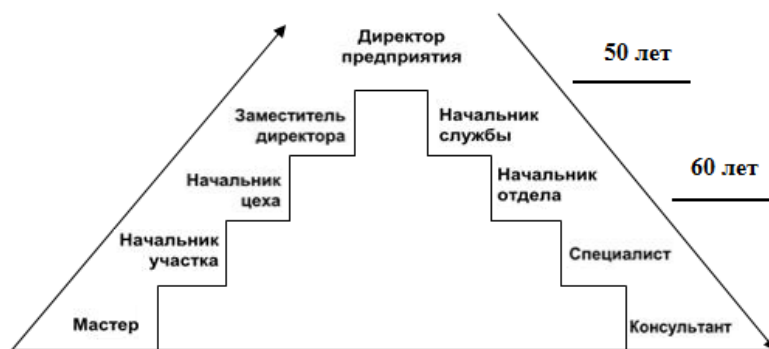 Директор
предприятия
50 лет
Заместитель
директора
Начальник
службы
Начальник
цеха
Начальник
отдела
60 лет
Начальник
участка
Специалист
Мастер
Консультант